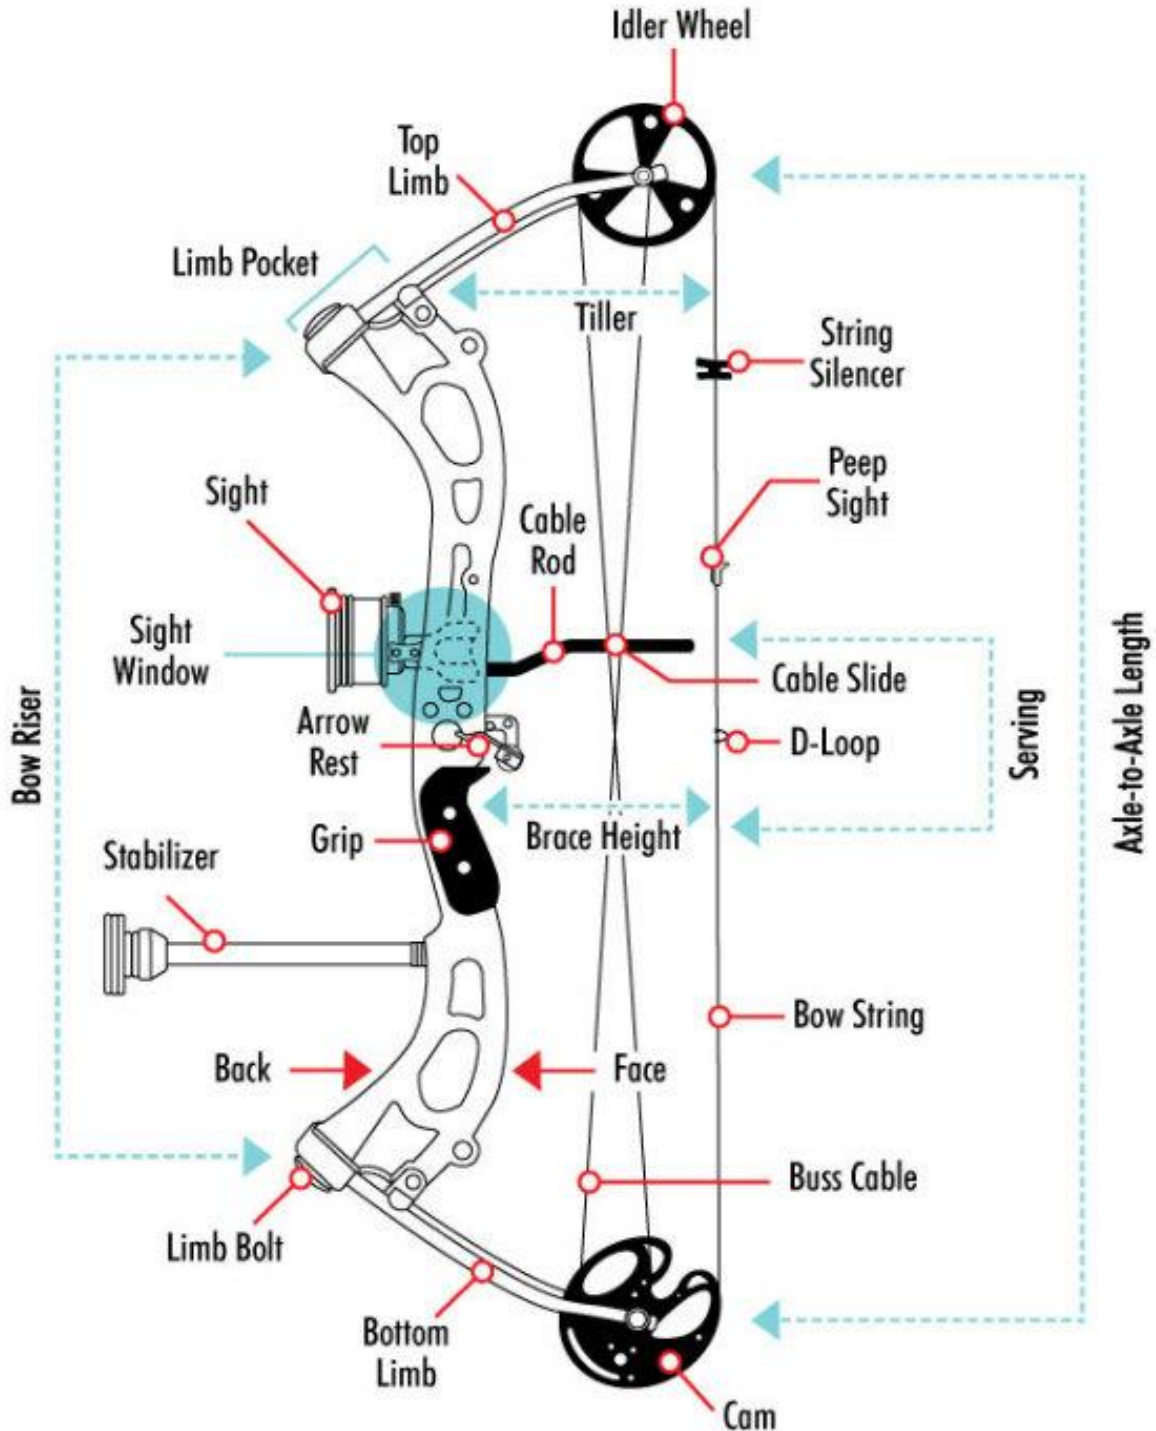 Idler Wheel
Top
Limb
Limb Pocket
Tiller
String
Silencer
Peep
Sight
Sight
Cable
Rod
Sight
Window
Cable Slide
Arrow
Rest
D-Loop
Serving
Axle-to-Axle Length
Bow Riser
Grip
Brace Height
Stabilizer
Bow String
Back
Face
Buss Cable
Limb Bolt
Bottom
Limb
Cam